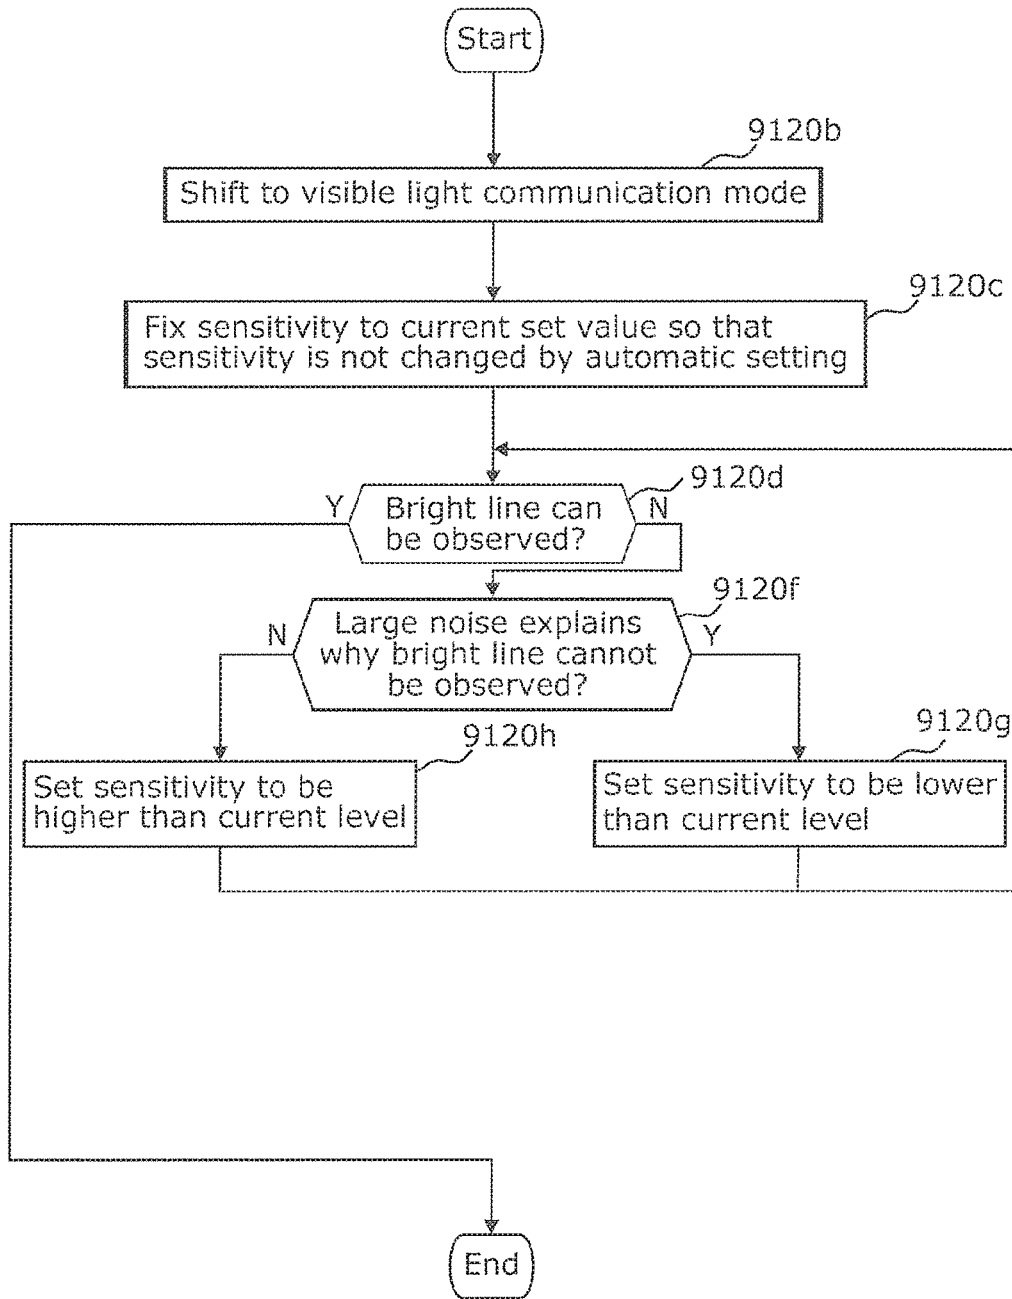 Start
9120b
Shift to visible light communication mode
9120c
Fix sensitivity to current set value so that
sensitivity is not changed by automatic setting
9120d
Y
Bright line can
be observed?
N
9120f
N
Large noise explains
why bright line cannot
be observed?
Y
9120h
9120g
Set sensitivity to be
higher than current level
Set sensitivity to be lower
than current level
End